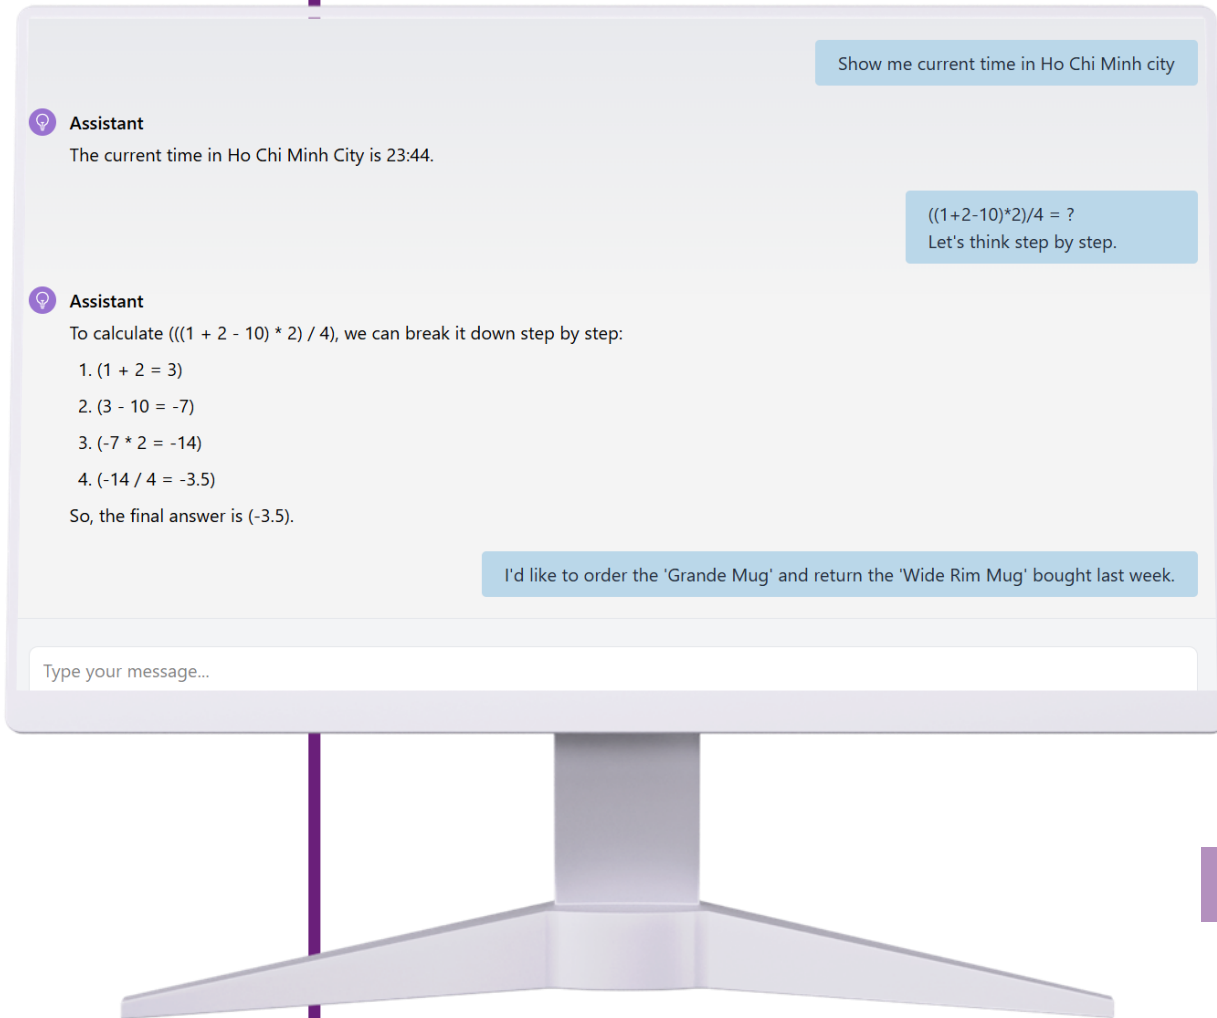 Show me current time in Ho Chi Minh city
Assistant
The current time in Ho Chi Minh City is 23:44.
((1+2-10)*2)/4 = ?
Let's think step by step.
Assistant
To calculate (((1 + 2 - 10) * 2) / 4), we can break it down step by step:
1. (1 + 2 = 3)
2. (3 - 10 = -7)
3. (-7 * 2 = -14)
4. (-14 / 4 = -3.5)
So, the final answer is (-3.5).
I'd like to order the 'Grande Mug' and return the 'Wide Rim Mug' bought last week.
Type your message...